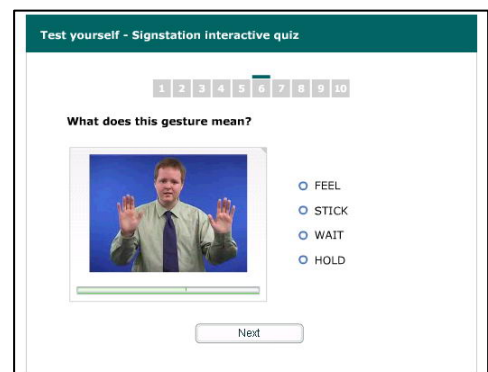 Test yourself - Signstation interactive quiz
1 2 3 4 5 6 7 8 9 10
What does this gesture mean?
FEEL
STICK
WAIT
HOLD
Next